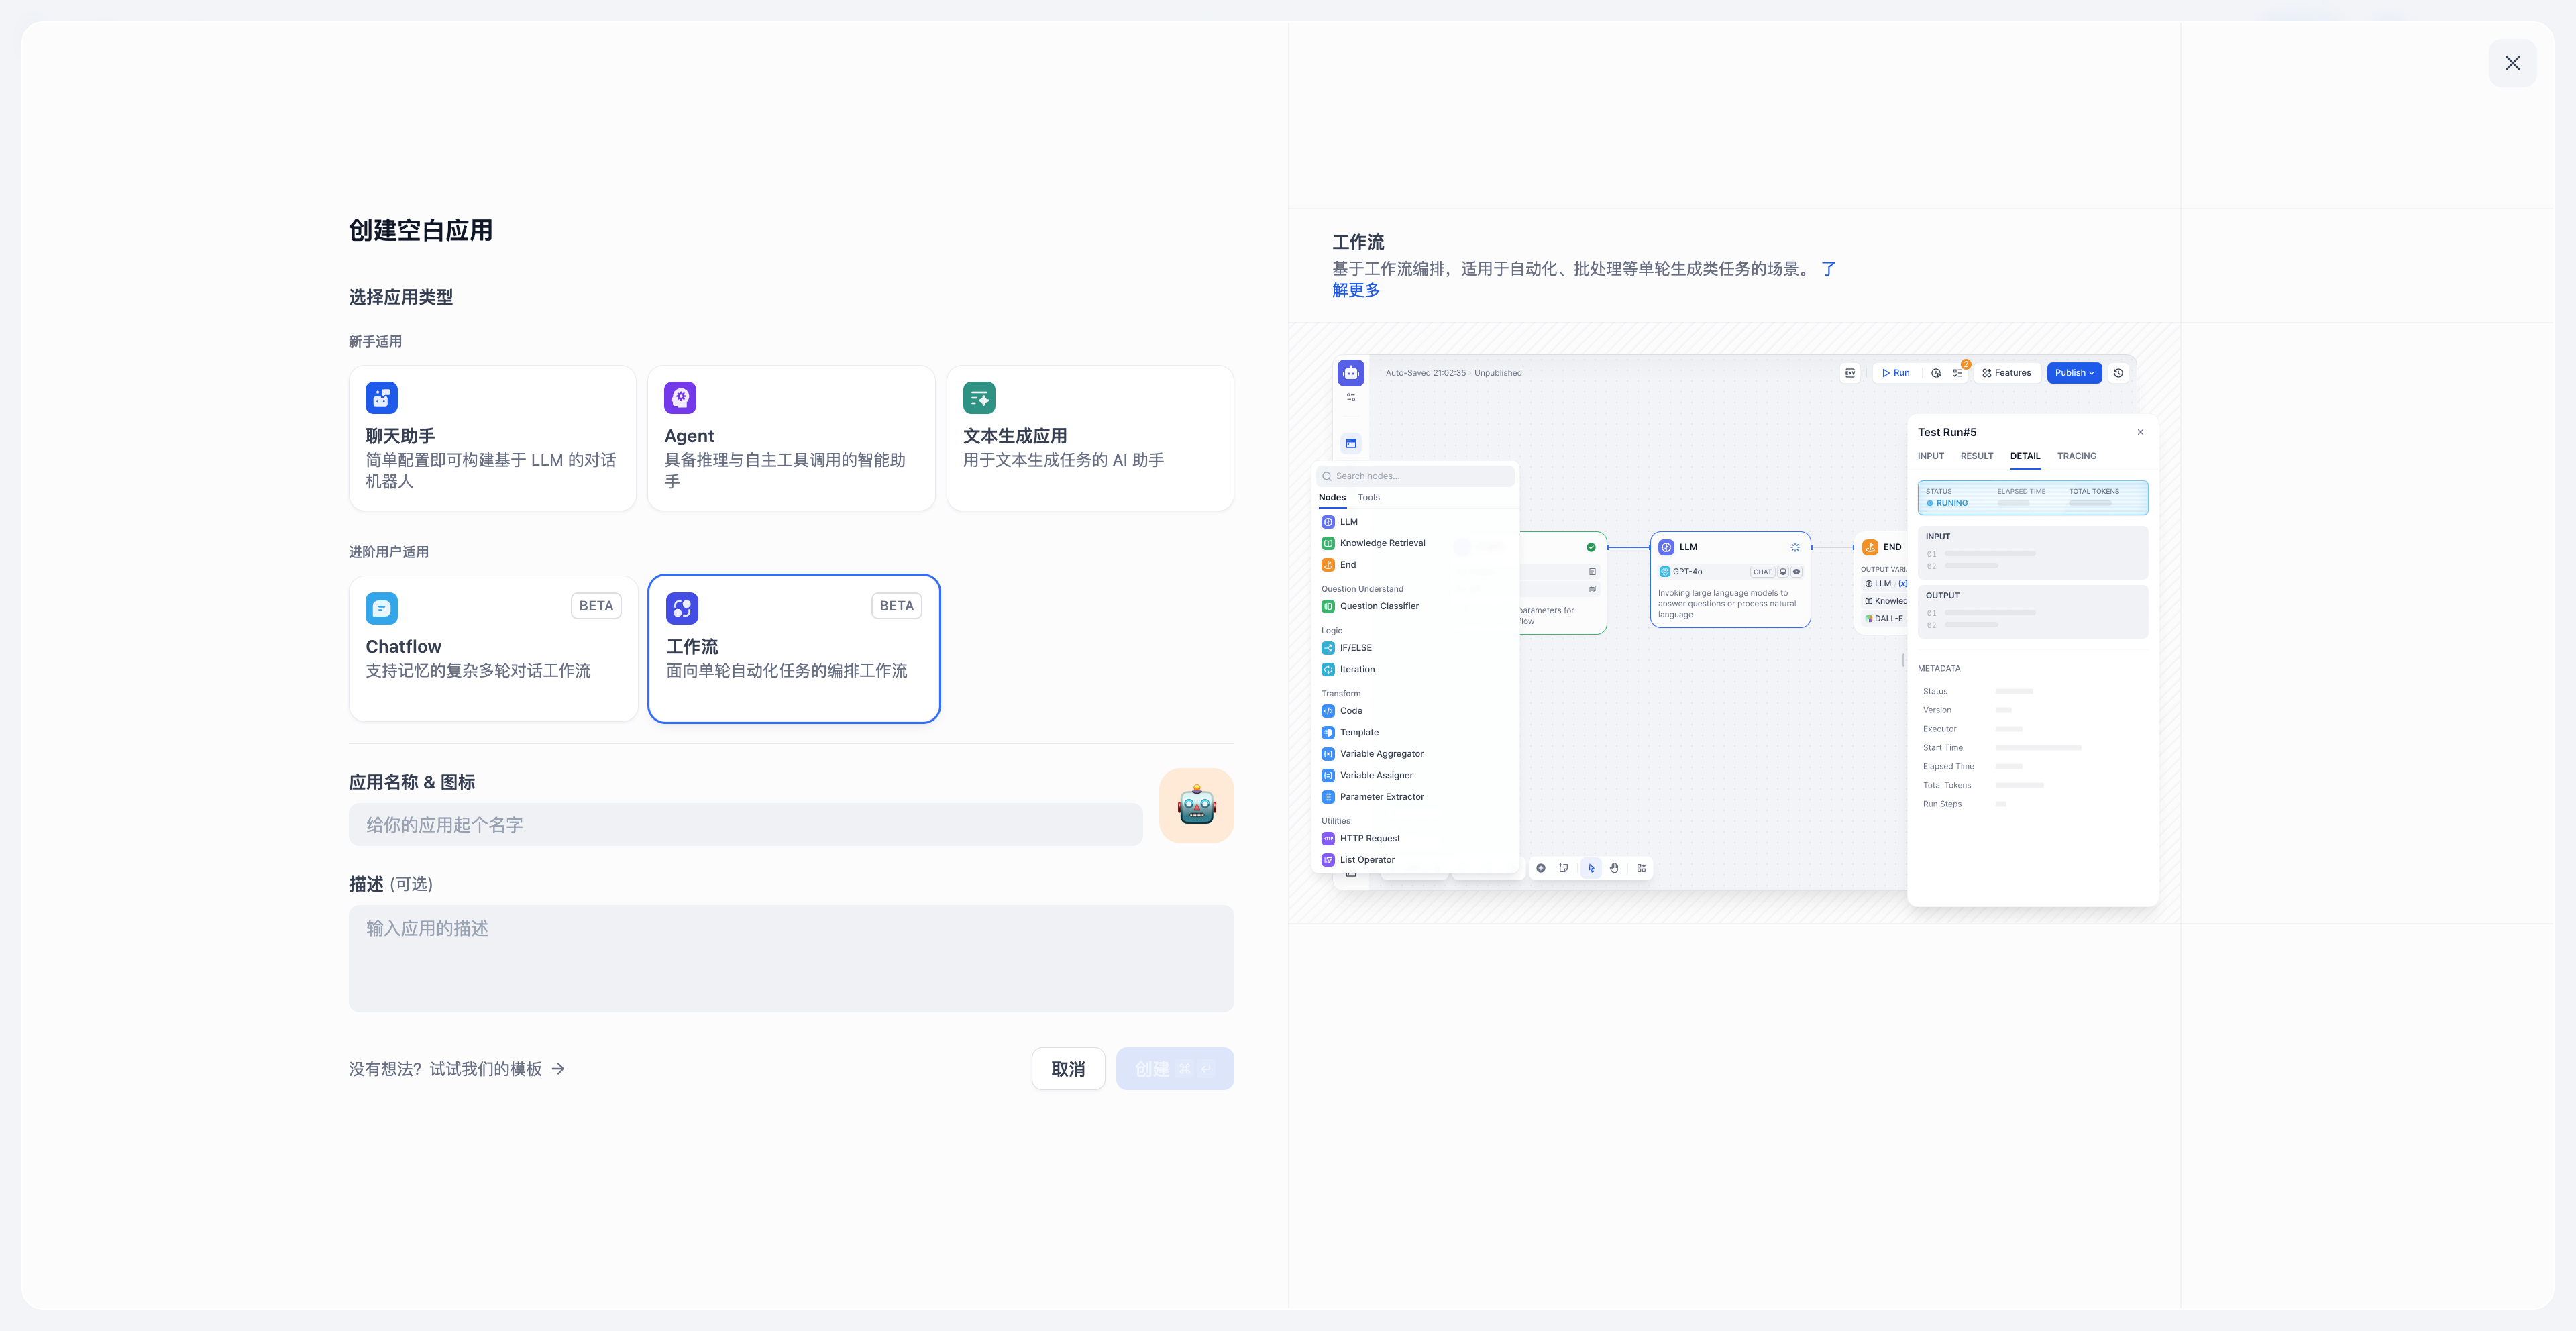 创建空白应用
选择应用类型
新手适用
聊天助手
简单配置即可构建基于 LLM 的对话
机器人
Agent
具备推理与自主工具调用的智能助
手
文本生成应用
用于文本生成任务的 AI 助手
进阶用户适用
BETA
Chatflow
支持记忆的复杂多轮对话工作流
BETA
工作流
面向单轮自动化任务的编排工作流
应用名称 & 图标
给你的应用起个名字
描述 (可选)
输入应用的描述
没有想法？试试我们的模板 →
取消
创建 ⌘ ↵
工作流
基于工作流编排，适用于自动化、批处理等单轮生成类任务的场景。 了
解更多
Auto-Saved 21:02:35 · Unpublished
ENV
Run
2
Features
Publish
Search nodes...
Nodes Tools
LLM
Knowledge Retrieval
End
Question Understand
Question Classifier
Logic
IF/ELSE
Iteration
Transform
Code
Template
Variable Aggregator
Variable Assigner
Parameter Extractor
Utilities
HTTP Request
List Operator
parameters for
flow
LLM
GPT-4o CHAT
Invoking large language models to
answer questions or process natural
language
END
OUTPUT VARIA
LLM {x}
Knowled
DALL-E
Test Run#5
INPUT RESULT DETAIL TRACING
STATUS ELAPSED TIME TOTAL TOKENS
RUNING
INPUT
01
02
OUTPUT
01
02
METADATA
Status
Version
Executor
Start Time
Elapsed Time
Total Tokens
Run Steps